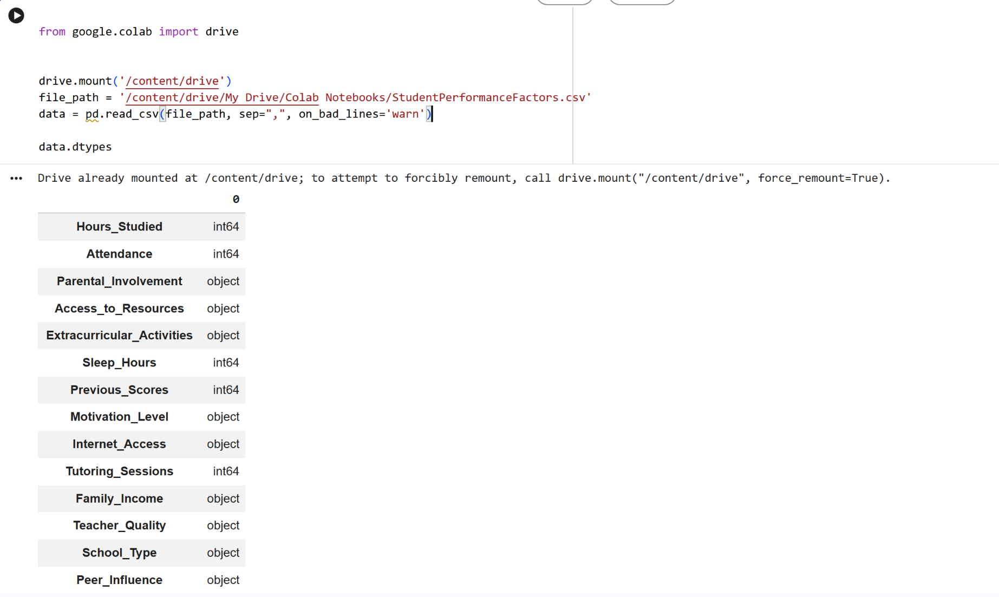 from google.colab import drive
drive.mount('/content/drive')
file_path = '/content/drive/My Drive/Colab Notebooks/StudentPerformanceFactors.csv'
data = pd.read_csv(file_path, sep=",", on_bad_lines='warn')
data.dtypes
Drive already mounted at /content/drive; to attempt to forcibly remount, call drive.mount("/content/drive", force_remount=True).
0
Hours_Studied int64
Attendance int64
Parental_Involvement object
Access_to_Resources object
Extracurricular_Activities object
Sleep_Hours int64
Previous_Scores int64
Motivation_Level object
Internet_Access object
Tutoring_Sessions int64
Family_Income object
Teacher_Quality object
School_Type object
Peer_Influence object